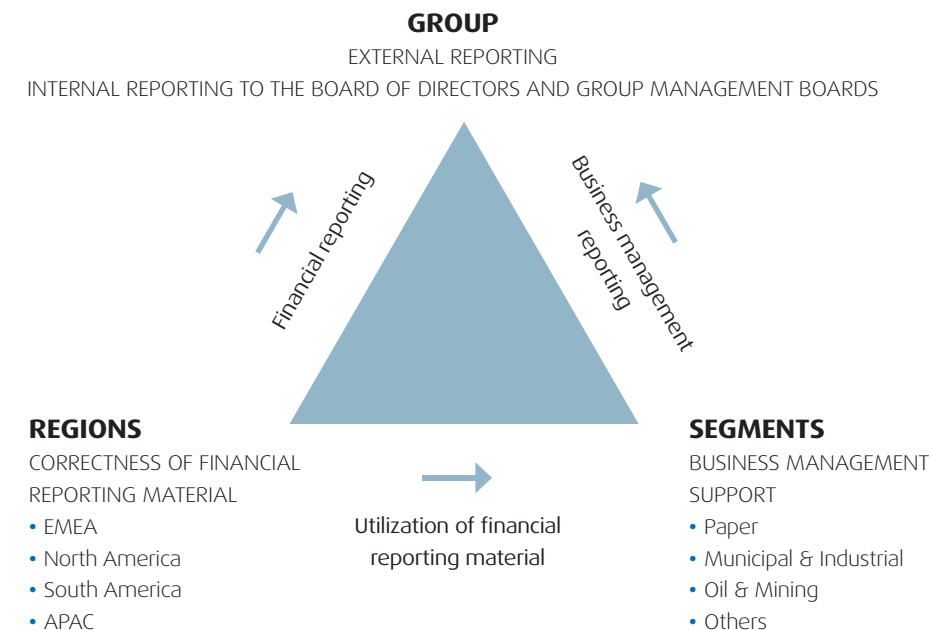 GROUP
EXTERNAL REPORTING
INTERNAL REPORTING TO THE BOARD OF DIRECTORS AND GROUP MANAGEMENT BOARDS
Financial reporting
Business management
reporting
REGIONS
CORRECTNESS OF FINANCIAL
REPORTING MATERIAL
• EMEA
• North America
• South America
• APAC
Utilization of financial
reporting material
SEGMENTS
BUSINESS MANAGEMENT
SUPPORT
• Paper
• Municipal & Industrial
• Oil & Mining
• Others